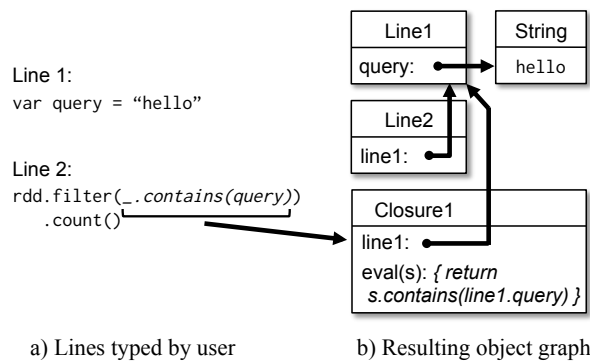 Line 1:
var query = “hello”
Line 2:
rdd.filter(_.contains(query))
.count()
Line1
query:
String
hello
Line2
line1:
Closure1
line1:
eval(s): { return
s.contains(line1.query) }
a) Lines typed by user
b) Resulting object graph